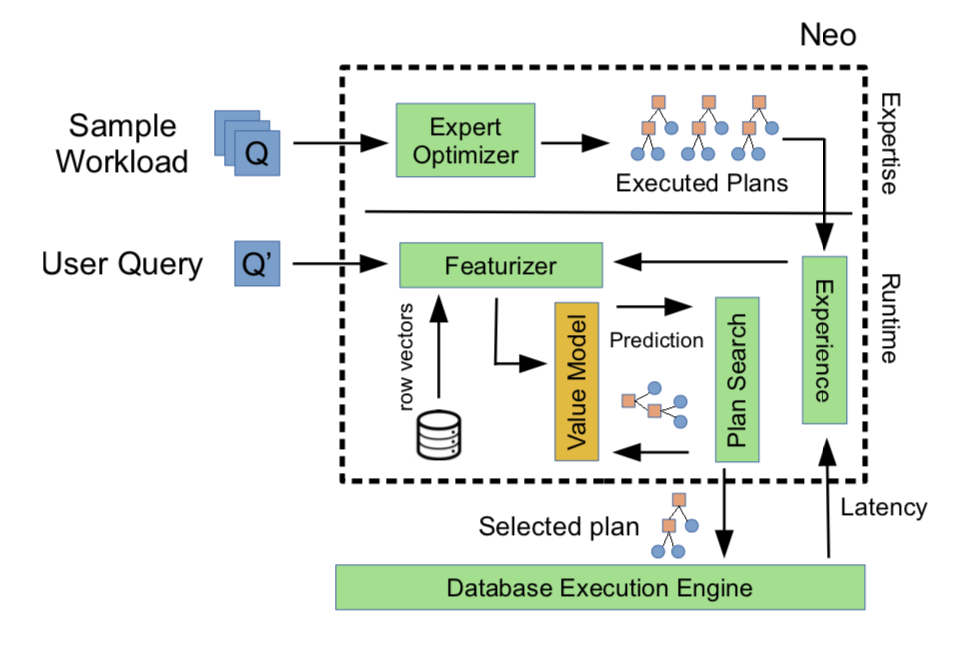 Neo
Sample
Workload
Q
Expert
Optimizer
Executed Plans
Expertise
User Query
Q’
Featurizer
Experience
Runtime
row vectors
Value Model
Prediction
Plan Search
Selected plan
Latency
Database Execution Engine